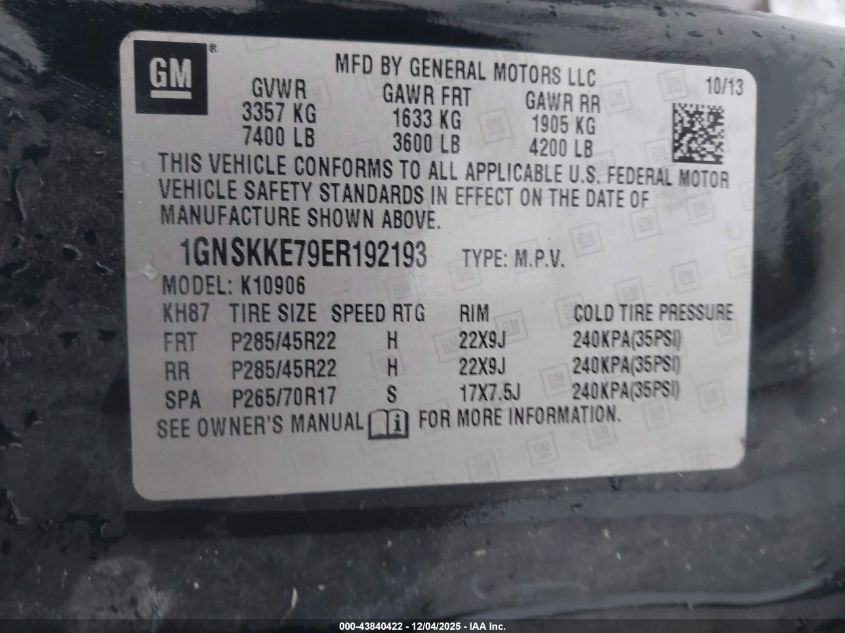 GM ®
MFD BY GENERAL MOTORS LLC
10/13
GVWR GAWR FRT GAWR RR
3357 KG 1633 KG 1905 KG
7400 LB 3600 LB 4200 LB
THIS VEHICLE CONFORMS TO ALL APPLICABLE U.S. FEDERAL MOTOR
VEHICLE SAFETY STANDARDS IN EFFECT ON THE DATE OF
MANUFACTURE SHOWN ABOVE.
1GNSKKE79ER192193 TYPE: M.P.V.
MODEL: K10906
KH87 TIRE SIZE SPEED RTG RIM COLD TIRE PRESSURE
FRT P285/45R22 H 22X9J 240KPA(35PSI)
RR P285/45R22 H 22X9J 240KPA(35PSI)
SPA P265/70R17 S 17X7.5J 240KPA(35PSI)
SEE OWNER'S MANUAL i FOR MORE INFORMATION.
000-43840422 - 12/04/2025 - IAA Inc.